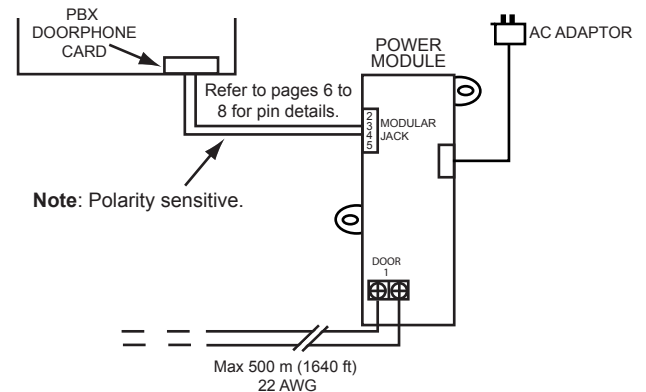 PBX
DOORPHONE
CARD
AC ADAPTOR
POWER
MODULE
Refer to pages 6 to
8 for pin details.
2
3
4
5
MODULAR
JACK
Note: Polarity sensitive.
DOOR
1
Max 500 m (1640 ft)
22 AWG